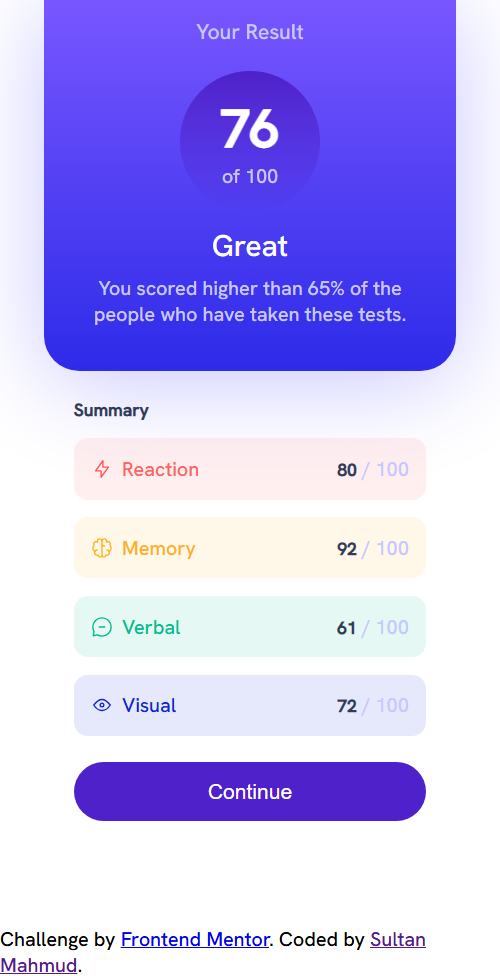 Your Result
76
of 100
Great
You scored higher than 65% of the
people who have taken these tests.
Summary
Reaction 80 / 100
Memory 92 / 100
Verbal 61 / 100
Visual 72 / 100
Continue
Challenge by Frontend Mentor. Coded by Sultan
Mahmud.